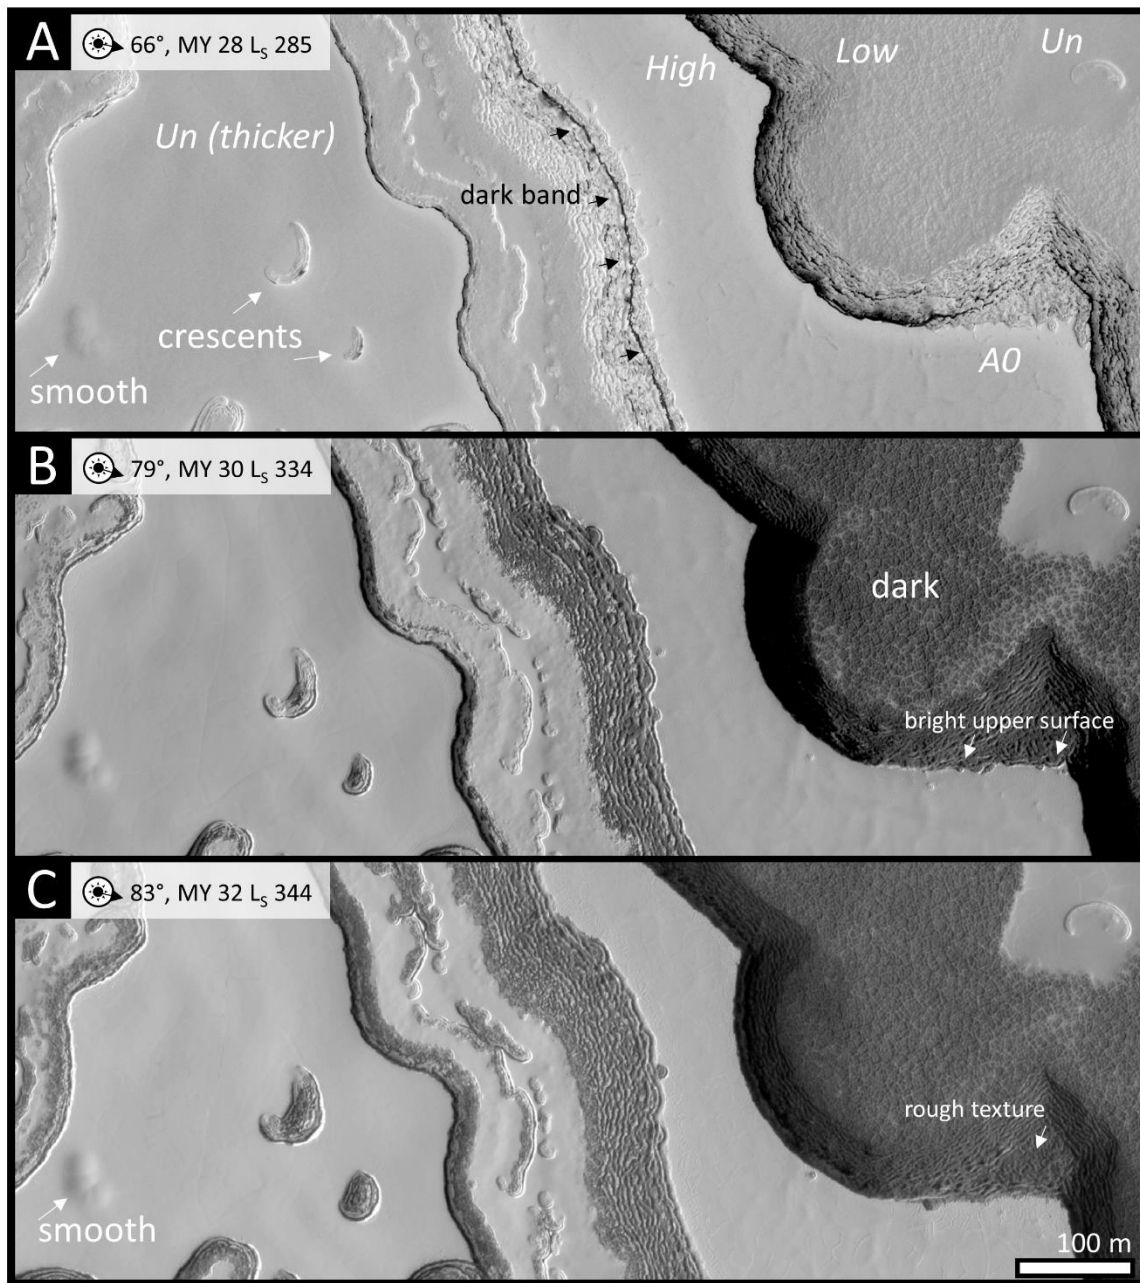 A
66°, MY 28 Lₛ 285
High
Low
Un
Un (thicker)
dark band
crescents
smooth
A0
B
79°, MY 30 Lₛ 334
dark
bright upper surface
C
83°, MY 32 Lₛ 344
rough texture
smooth
100 m